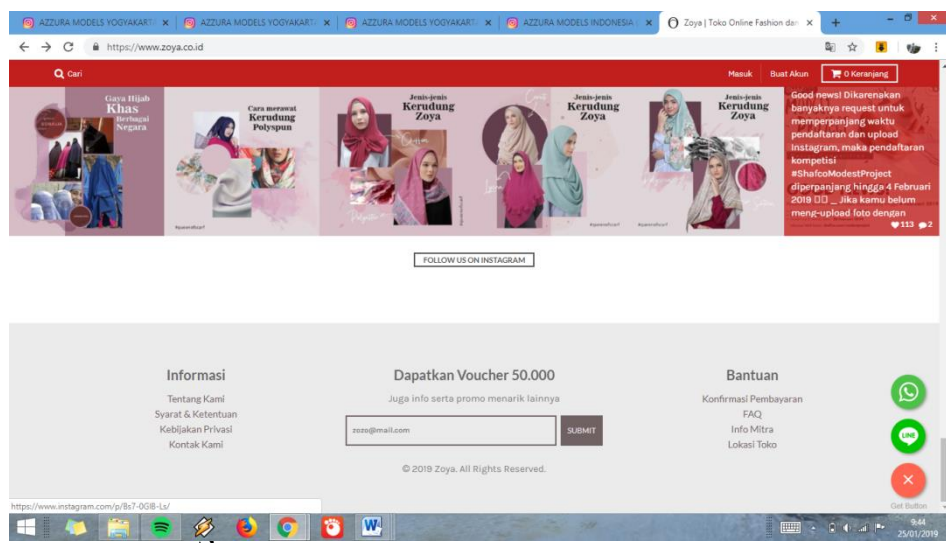 AZZURA MODELS YOGYAKARTA
AZZURA MODELS YOGYAKARTA
AZZURA MODELS YOGYAKARTA
AZZURA MODELS INDONESIA
Zoya | Toko Online Fashion dan
https://www.zoya.co.id
Cari
Masuk
Buat Akun
0 Keranjang
Gaya Hijab
Khas
Berbagai
Negara
Cara merawat
Kerudung
Polyspun
Jenis-jenis
Kerudung
Zoya
Jenis-jenis
Kerudung
Zoya
Jenis-jenis
Kerudung
Zoya
Good news! Dikarenakan
banyaknya request untuk
memperpanjang waktu
pendaftaran dan upload
Instagram, maka pendaftaran
kompetisi
#ShafcoModestProject
diperpanjang hingga 4 Februari
2019 _ Jika kamu belum
meng-upload foto dengan
113 2
FOLLOW US ON INSTAGRAM
Informasi
Tentang Kami
Syarat & Ketentuan
Kebijakan Privasi
Kontak Kami
Dapatkan Voucher 50.000
Juga info serta promo menarik lainnya
zozo@mail.com
SUBMIT
© 2019 Zoya. All Rights Reserved.
Bantuan
Konfirmasi Pembayaran
FAQ
Info Mitra
Lokasi Toko
LINE
Get Button
https://www.instagram.com/p/Bs7-0GlB-Ls/
9:44
25/01/2019